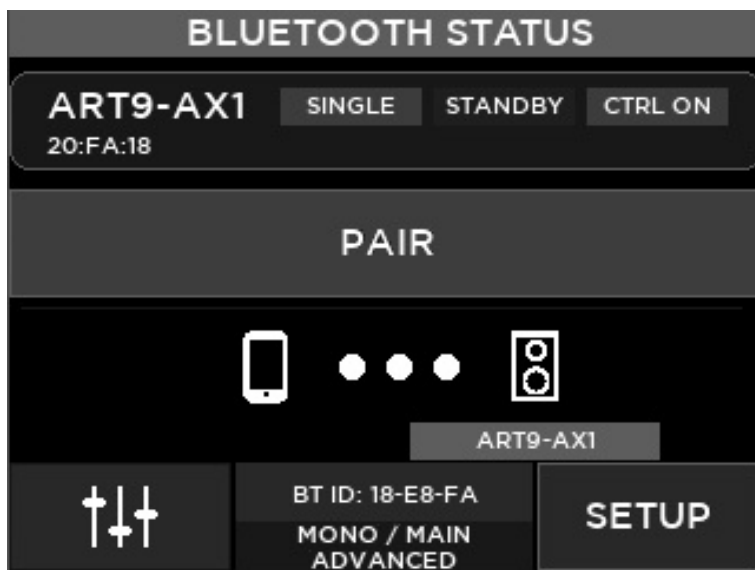 BLUETOOTH STATUS
ART9-AX1 SINGLE STANDBY CTRL ON
20:FA:18
PAIR
ART9-AX1
BT ID: 18-E8-FA
MONO / MAIN
ADVANCED
SETUP